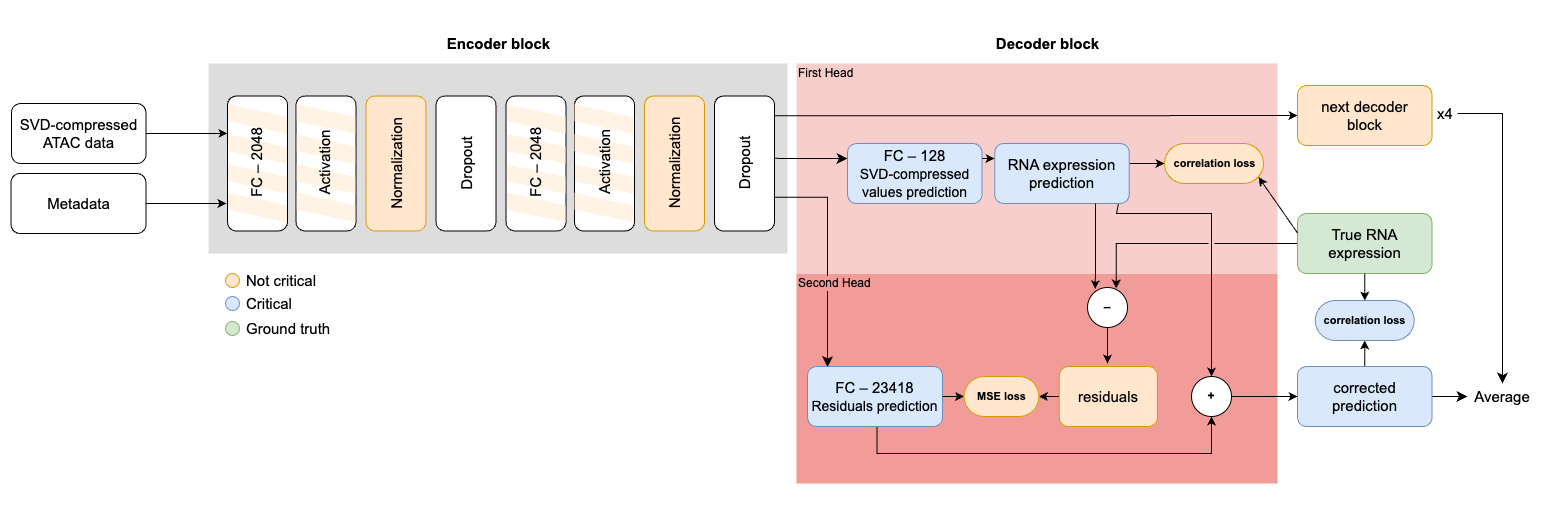 Encoder block
Decoder block
First Head
SVD-compressed
ATAC data
Metadata
FC – 2048
Activation
Normalization
Dropout
FC – 2048
Activation
Normalization
Dropout
next decoder
block
x4
FC – 128
SVD-compressed
values prediction
RNA expression
prediction
correlation loss
True RNA
expression
Not critical
Critical
Ground truth
Second Head
–
correlation loss
FC – 23418
Residuals prediction
MSE loss
residuals
+
corrected
prediction
Average